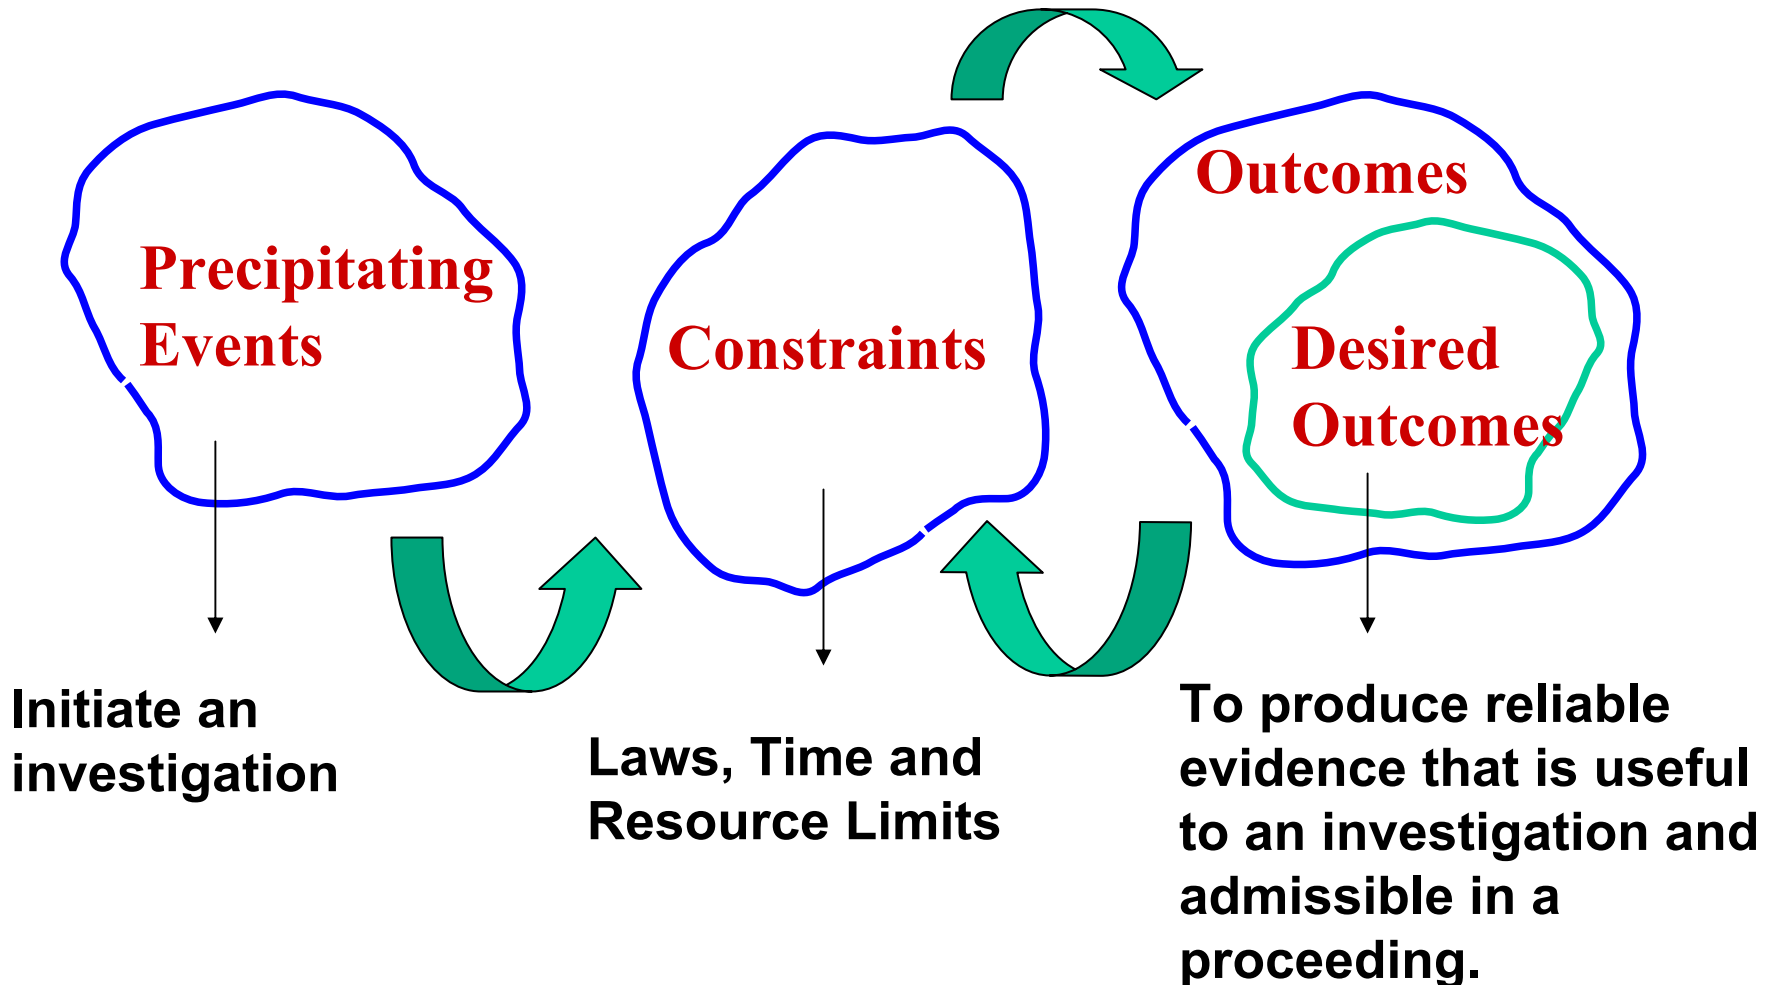 Precipitating
Events
Initiate an
investigation
Constraints
Laws, Time and
Resource Limits
Outcomes
Desired
Outcomes
To produce reliable
evidence that is useful
to an investigation and
admissible in a
proceeding.